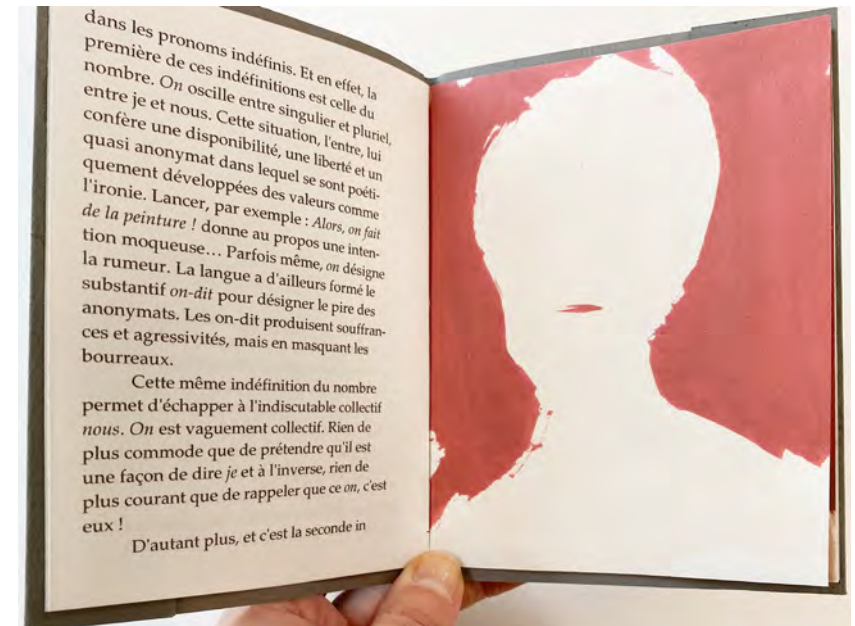 dans les pronoms indéfinis. Et en effet, la
première de ces indéfinitions est celle du
nombre. On oscille entre singulier et pluriel,
entre je et nous. Cette situation, l'entre, lui
confère une disponibilité, une liberté et un
quasi anonymat dans lequel se sont poéti-
quement développées des valeurs comme
l'ironie. Lancer, par exemple : Alors, on fait
de la peinture ! donne au propos une inten-
tion moqueuse… Parfois même, on désigne
la rumeur. La langue a d'ailleurs formé le
substantif on-dit pour désigner le pire des
anonymats. Les on-dit produisent souffran-
ces et agressivités, mais en masquant les
bourreaux.
Cette même indéfinition du nombre
permet d'échapper à l'indiscutable collectif
nous. On est vaguement collectif. Rien de
plus commode que de prétendre qu'il est
une façon de dire je et à l'inverse, rien de
plus courant que de rappeler que ce on, c'est
eux !
D'autant plus, et c'est la seconde in